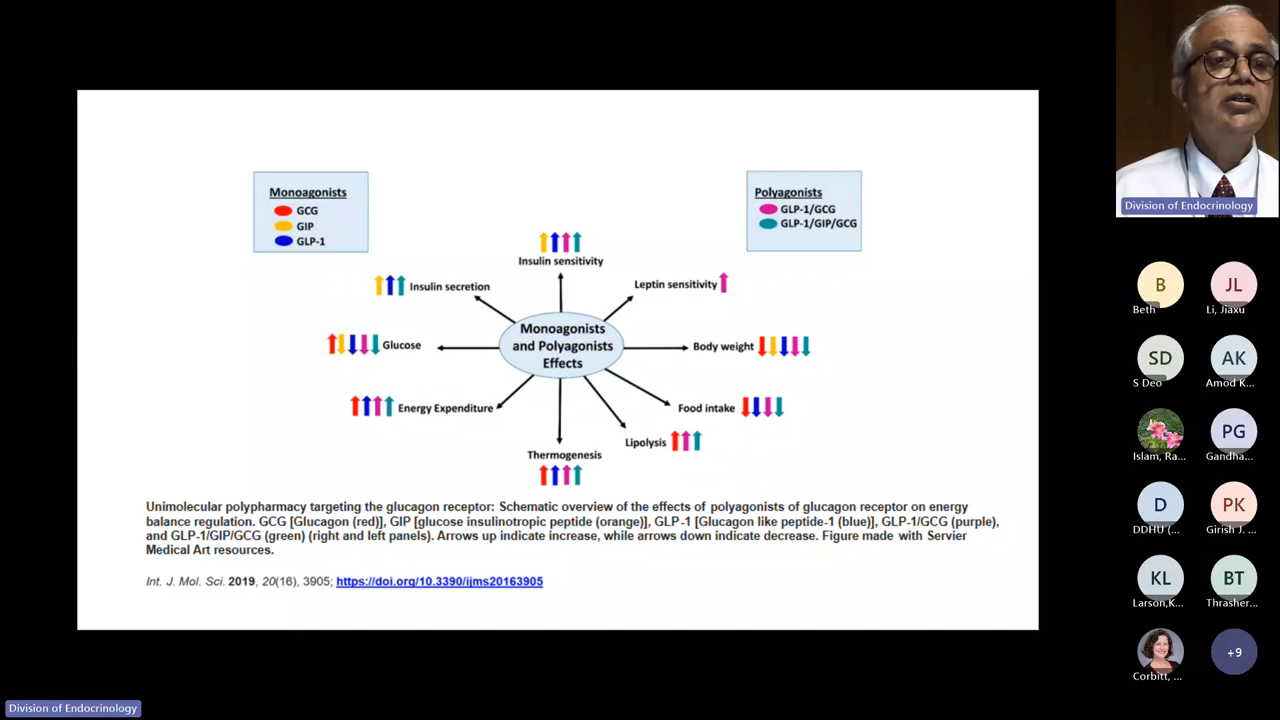 Monoagonists
GCG
GIP
GLP-1
Polyagonists
GLP-1/GCG
GLP-1/GIP/GCG
Insulin sensitivity
Insulin secretion
Leptin sensitivity
Glucose
Monoagonists
and Polyagonists
Effects
Body weight
Energy Expenditure
Food intake
Lipolysis
Thermogenesis
Unimolecular polypharmacy targeting the glucagon receptor: Schematic overview of the effects of polyagonists of glucagon receptor on energy
balance regulation. GCG [Glucagon (red)], GIP [glucose insulinotropic peptide (orange)], GLP-1 [Glucagon like peptide-1 (blue)], GLP-1/GCG (purple),
and GLP-1/GIP/GCG (green) (right and left panels). Arrows up indicate increase, while arrows down indicate decrease. Figure made with Servier
Medical Art resources.
Int. J. Mol. Sci. 2019, 20(16), 3905; https://doi.org/10.3390/ijms20163905
Division of Endocrinology
B
JL
Beth
Li, Jiaxu
SD
AK
S Deo
Amod K...
PG
Islam, Ra...
Gandha...
D
PK
DDHU (...
Girish J. ...
KL
BT
Larson,K...
Thrasher...
+9
Corbitt, ...
Division of Endocrinology